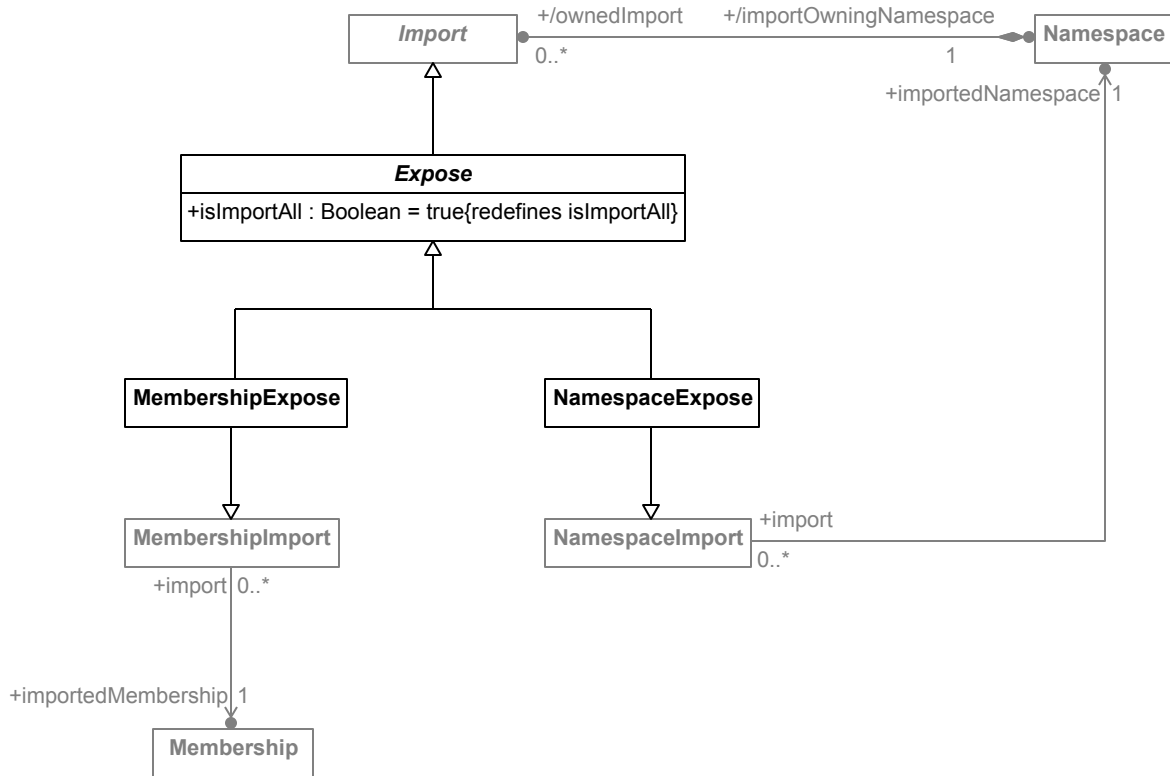 +/ownedImport
+/importOwningNamespace
Import
Namespace
0..*
1
+importedNamespace 1
Expose
+isImportAll : Boolean = true{redefines isImportAll}
MembershipExpose
NamespaceExpose
+import
MembershipImport
NamespaceImport
0..*
+import 0..*
+importedMembership 1
Membership